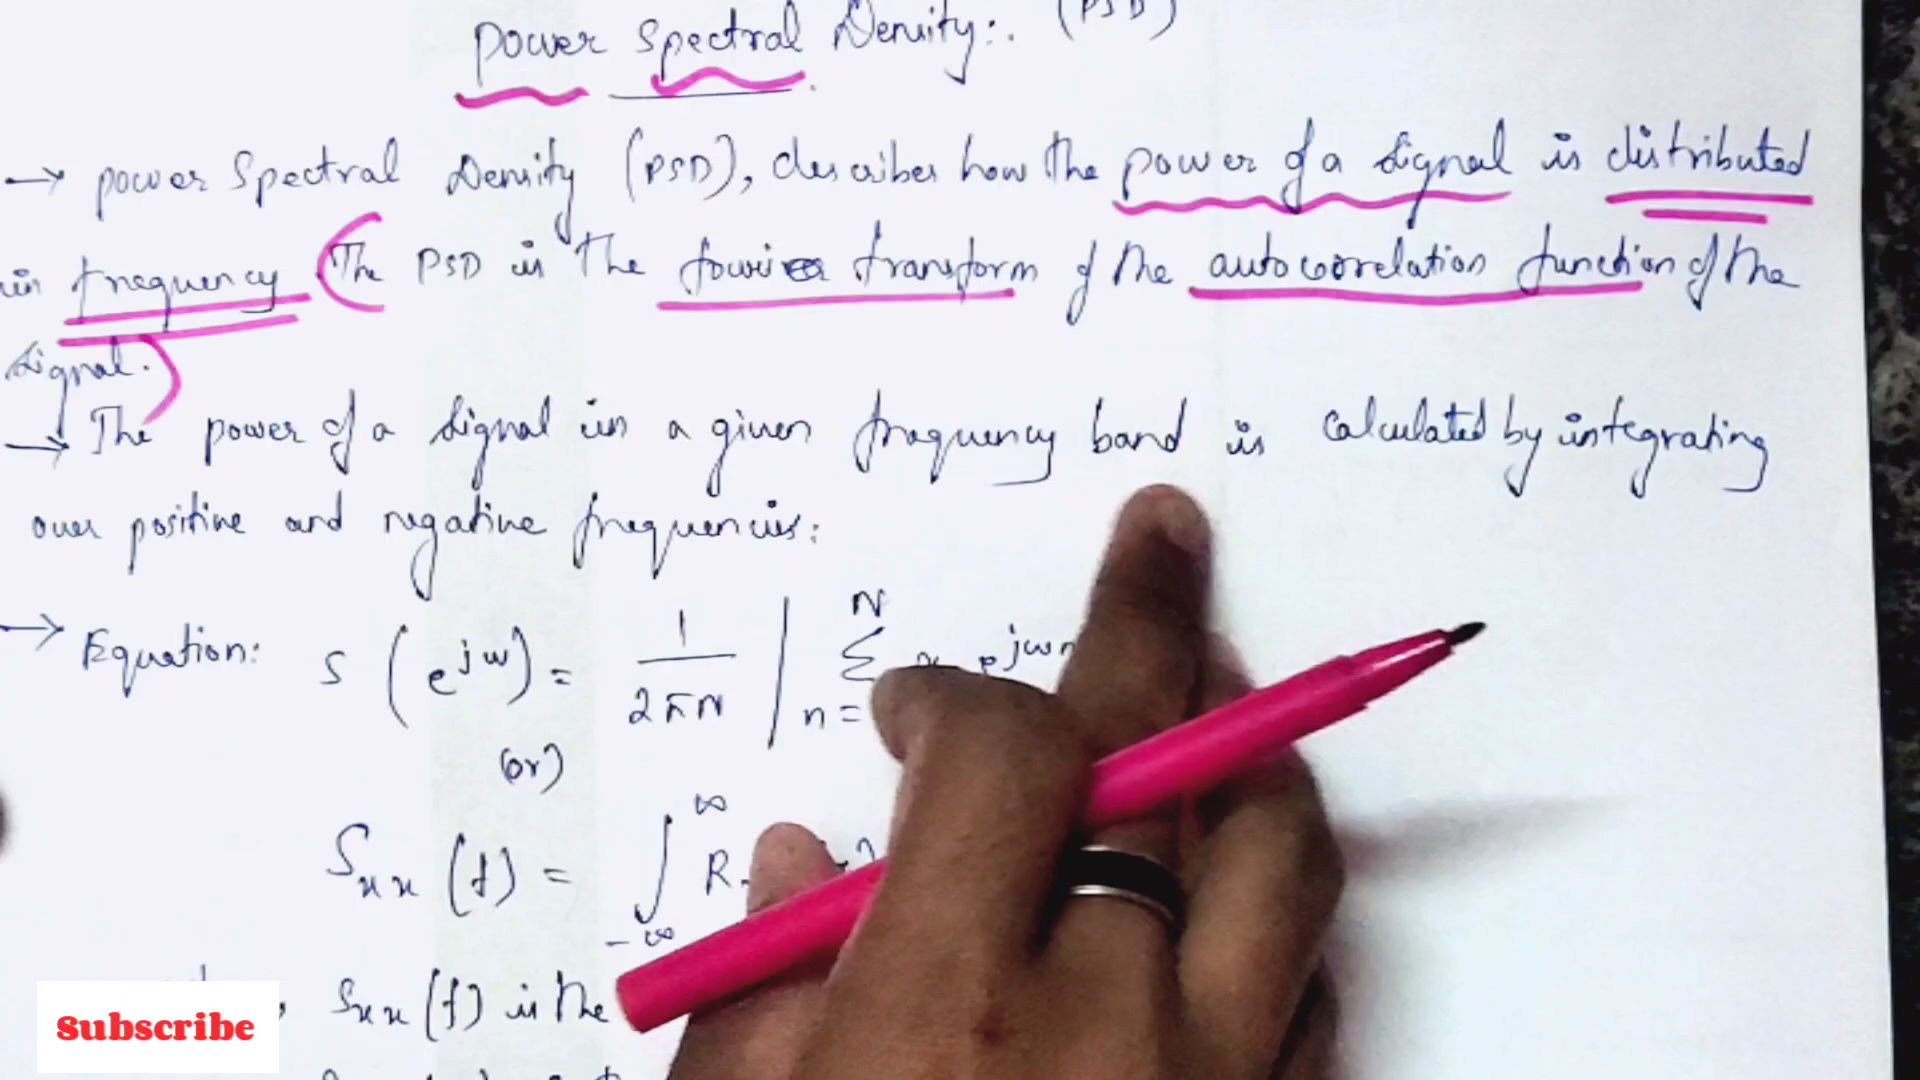 Power Spectral Density:. (PSD)
→ power Spectral Density (PSD), describes how the power of a signal is distributed
in frequency The PSD is the fourier transform of the autocorrelation function of the
signal.
→ The power of a signal in a given frequency band is calculated by integrating
over positive and negative frequencies:
→ Equation: S (e^jω) = 1/2πN | N Σ n= e^jωn
(or)
Sxx (f) = ∫ ∞ -∞ R
Sxx (f) is the
Subscribe